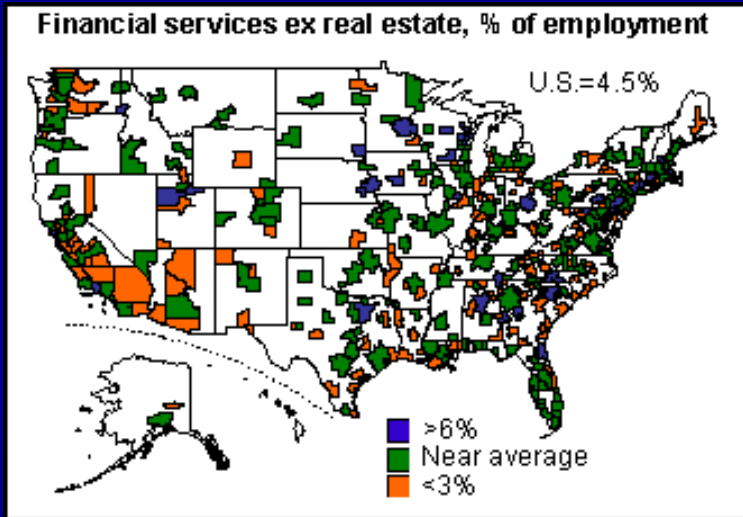 Financial services ex real estate, % of employment
U.S.=4.5%
>6%
Near average
<3%